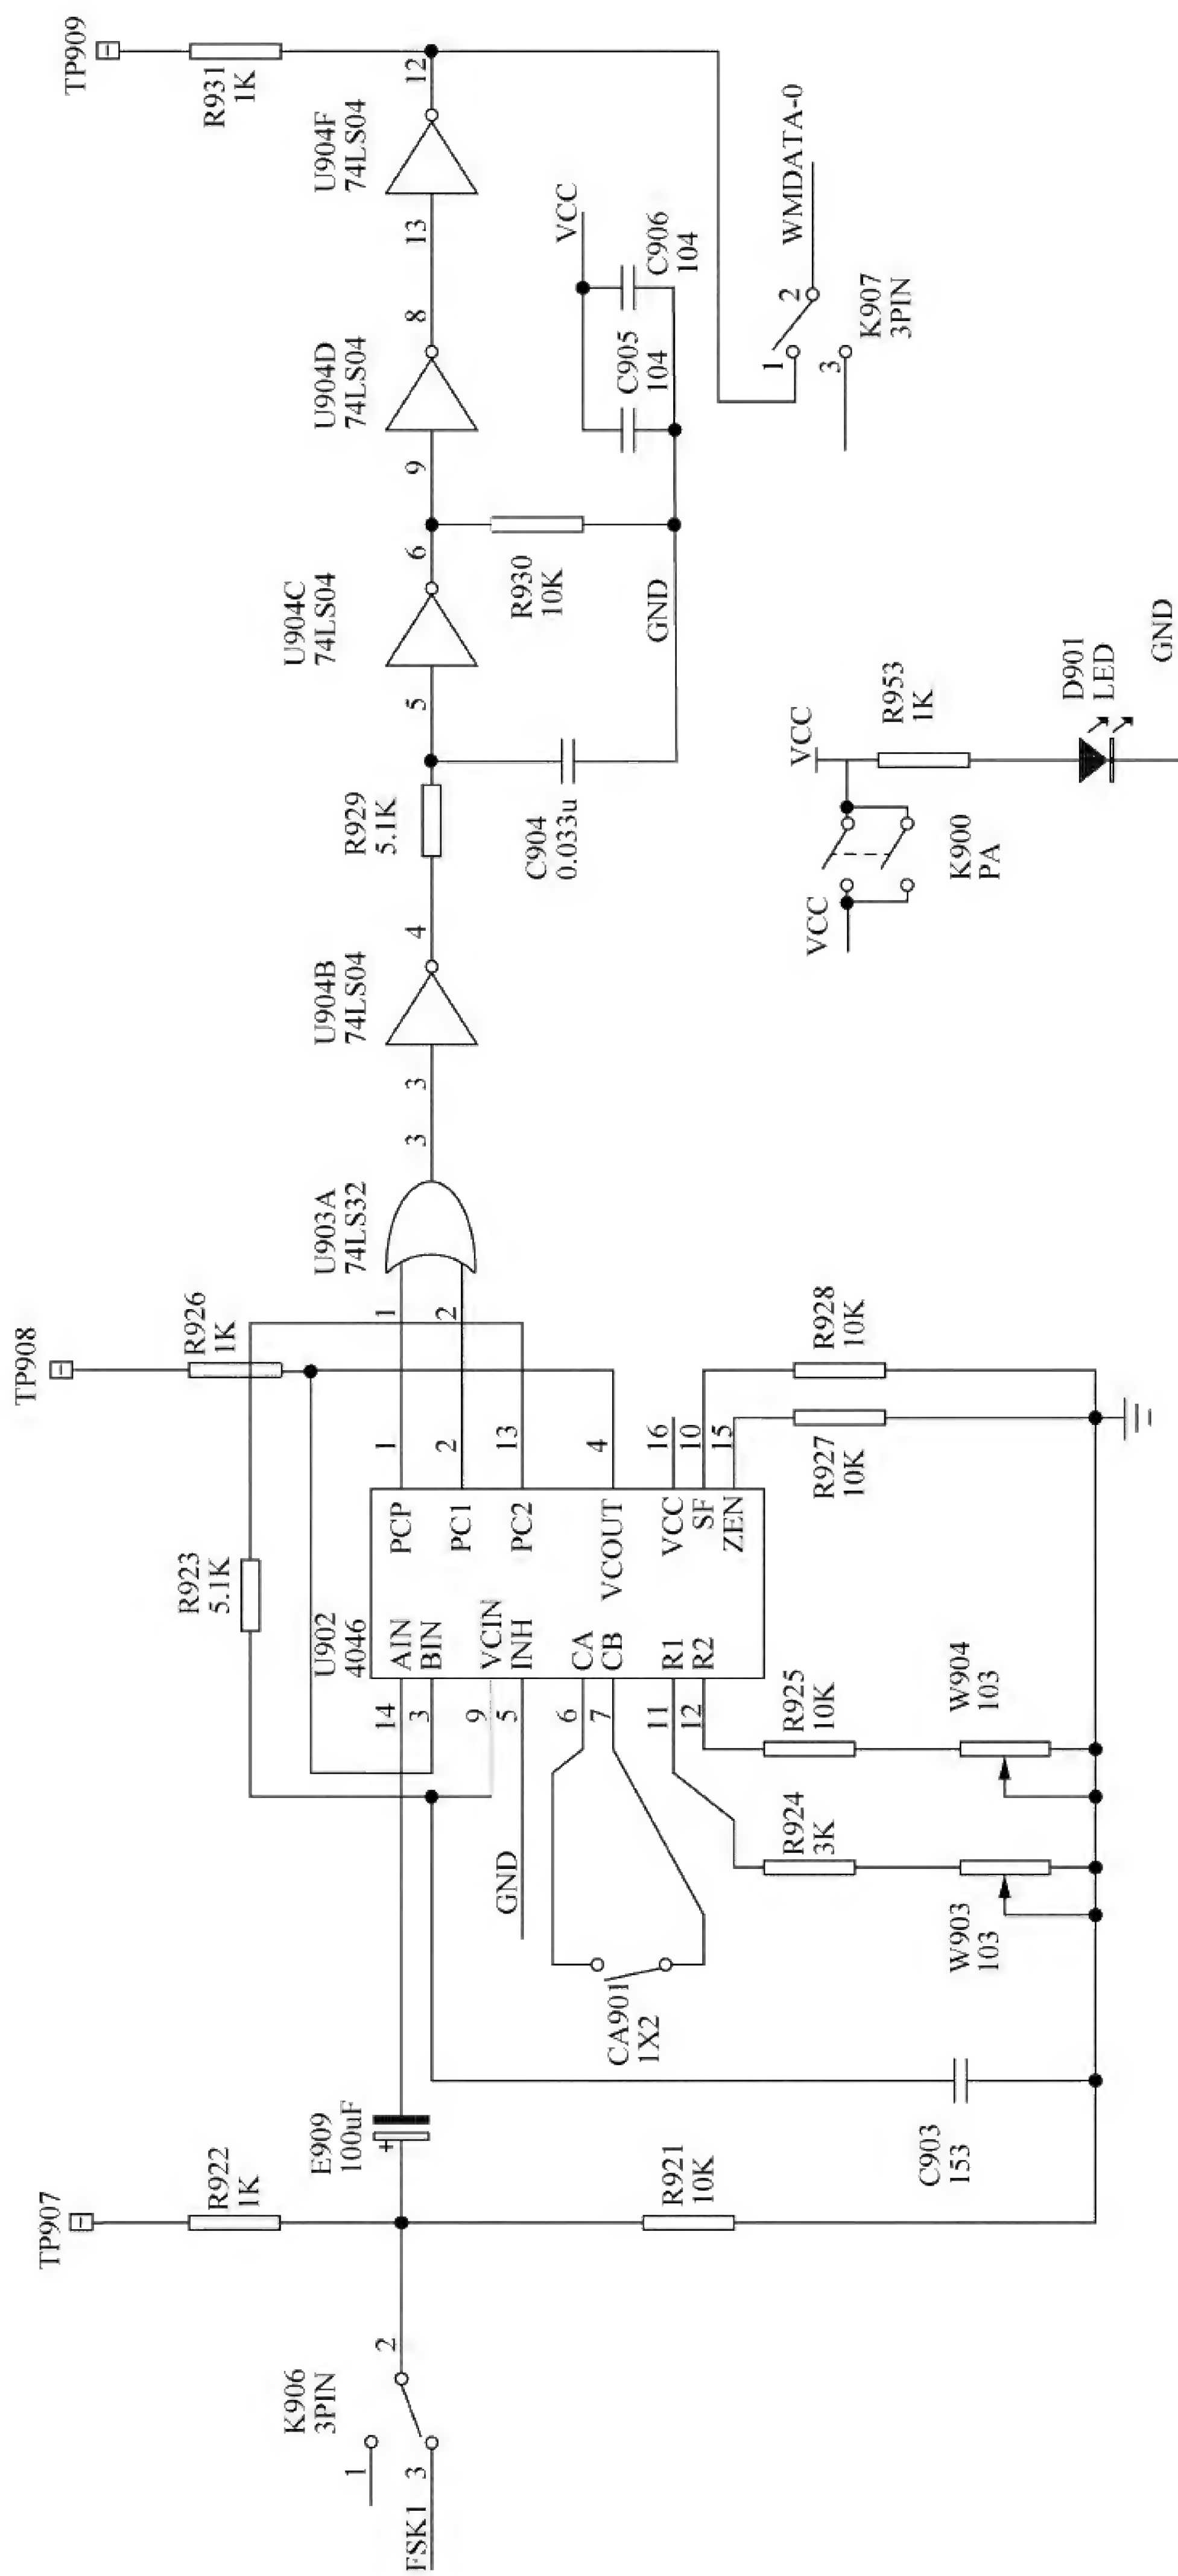 TP907
R922
1K
K906
3PIN
1
2
3
FSK1
E909
100uF
+
R921
10K
C903
153
TP908
R926
1K
R923
5.1K
U902
4046
14
3
9
5
6
7
11
12
AIN
BIN
VCIN
INH
CA
CB
R1
R2
PCP
PC1
PC2
VCOUT
VCC
SF
ZEN
1
2
13
4
16
10
15
GND
CA901
1X2
R924
3K
R925
10K
W903
103
W904
103
R927
10K
R928
10K
U903A
74LS32
1
2
3
U904B
74LS04
3
4
R929
5.1K
C904
0.033u
U904C
74LS04
5
6
R930
10K
GND
U904D
74LS04
9
8
C905
104
C906
104
VCC
U904F
74LS04
13
12
TP909
R931
1K
WMDATA-0
1
2
3
K907
3PIN
VCC
VCC
K900
PA
R953
1K
D901
LED
GND